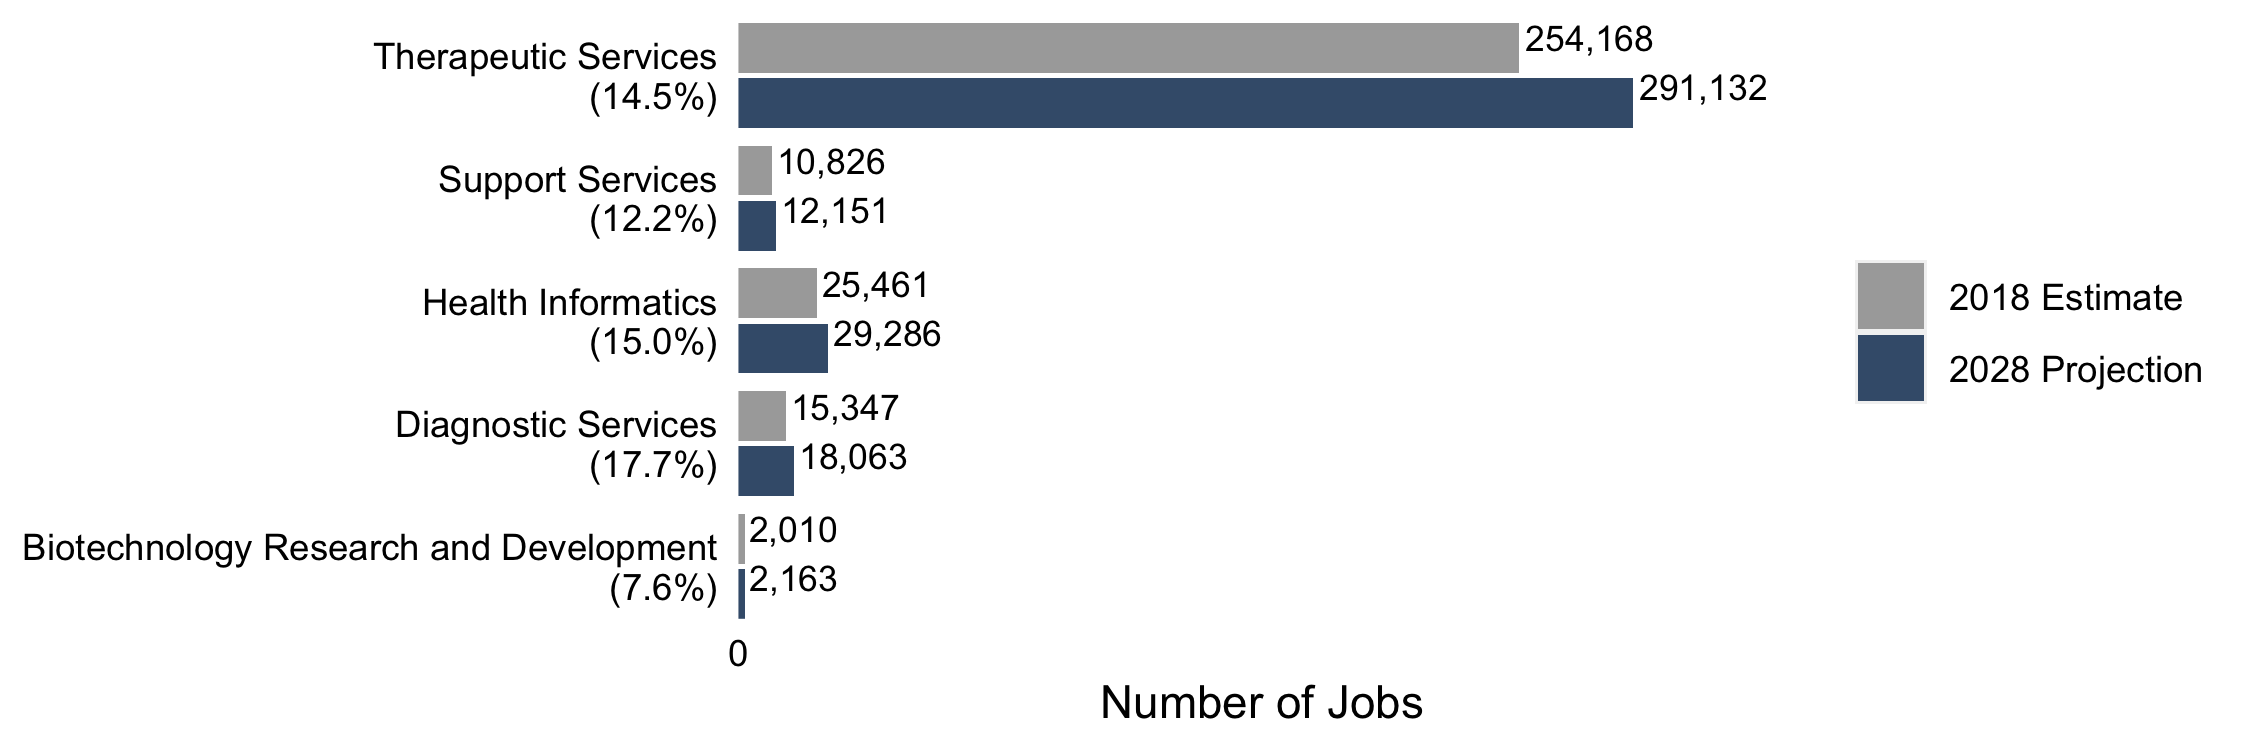 Therapeutic Services
(14.5%)
254,168
291,132
Support Services
(12.2%)
10,826
12,151
Health Informatics
(15.0%)
25,461
29,286
Diagnostic Services
(17.7%)
15,347
18,063
Biotechnology Research and Development
(7.6%)
2,010
2,163
0
Number of Jobs
2018 Estimate
2028 Projection